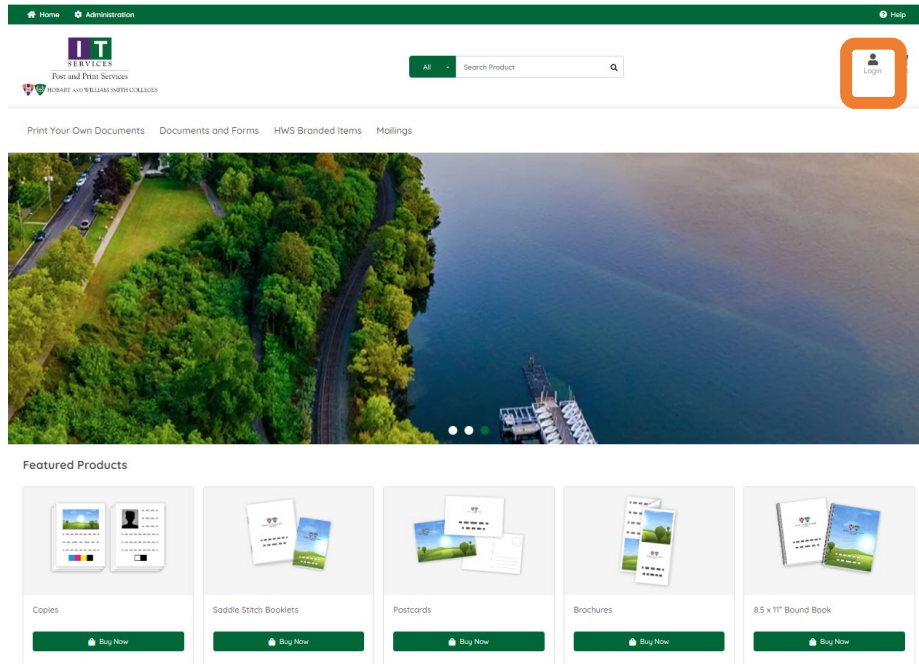 Home Administration Help
IT
SERVICES
Post and Print Services
HOBART AND WILLIAM SMITH COLLEGES
All Search Product
Login
Print Your Own Documents Documents and Forms HWS Branded Items Mailings
Featured Products
Copies Saddle Stitch Booklets Postcards Brochures 8.5 x 11" Bound Book
Buy Now Buy Now Buy Now Buy Now Buy Now